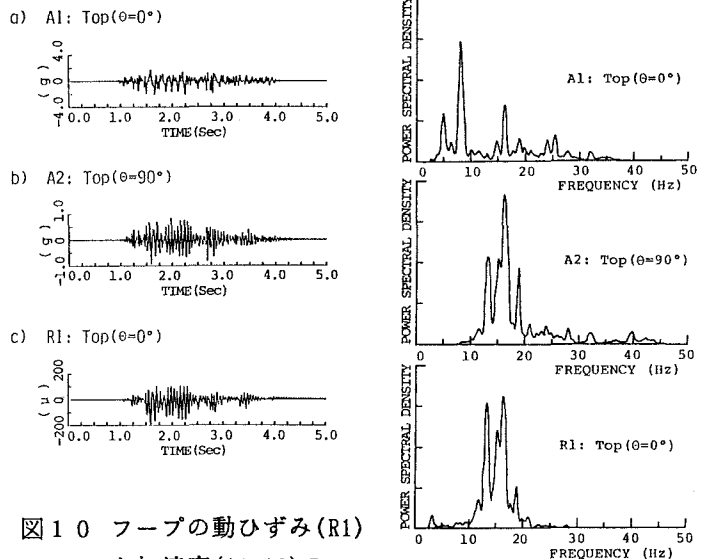 a) A1: Top(θ=0°)
4.0
0
-4.0
(g)
0.0 1.0 2.0 3.0 4.0 5.0
TIME(Sec)
b) A2: Top(θ=90°)
1.0
0
-1.0
(g)
0.0 1.0 2.0 3.0 4.0 5.0
TIME(Sec)
c) R1: Top(θ=0°)
200
0
-200
(μ)
0.0 1.0 2.0 3.0 4.0 5.0
TIME(Sec)
図10 フープの動ひずみ(R1)
POWER SPECTRAL DENSITY
A1: Top(θ=0°)
0 10 20 30 40 50
FREQUENCY (Hz)
POWER SPECTRAL DENSITY
A2: Top(θ=90°)
0 10 20 30 40 50
FREQUENCY (Hz)
POWER SPECTRAL DENSITY
R1: Top(θ=0°)
0 10 20 30 40 50
FREQUENCY (Hz)